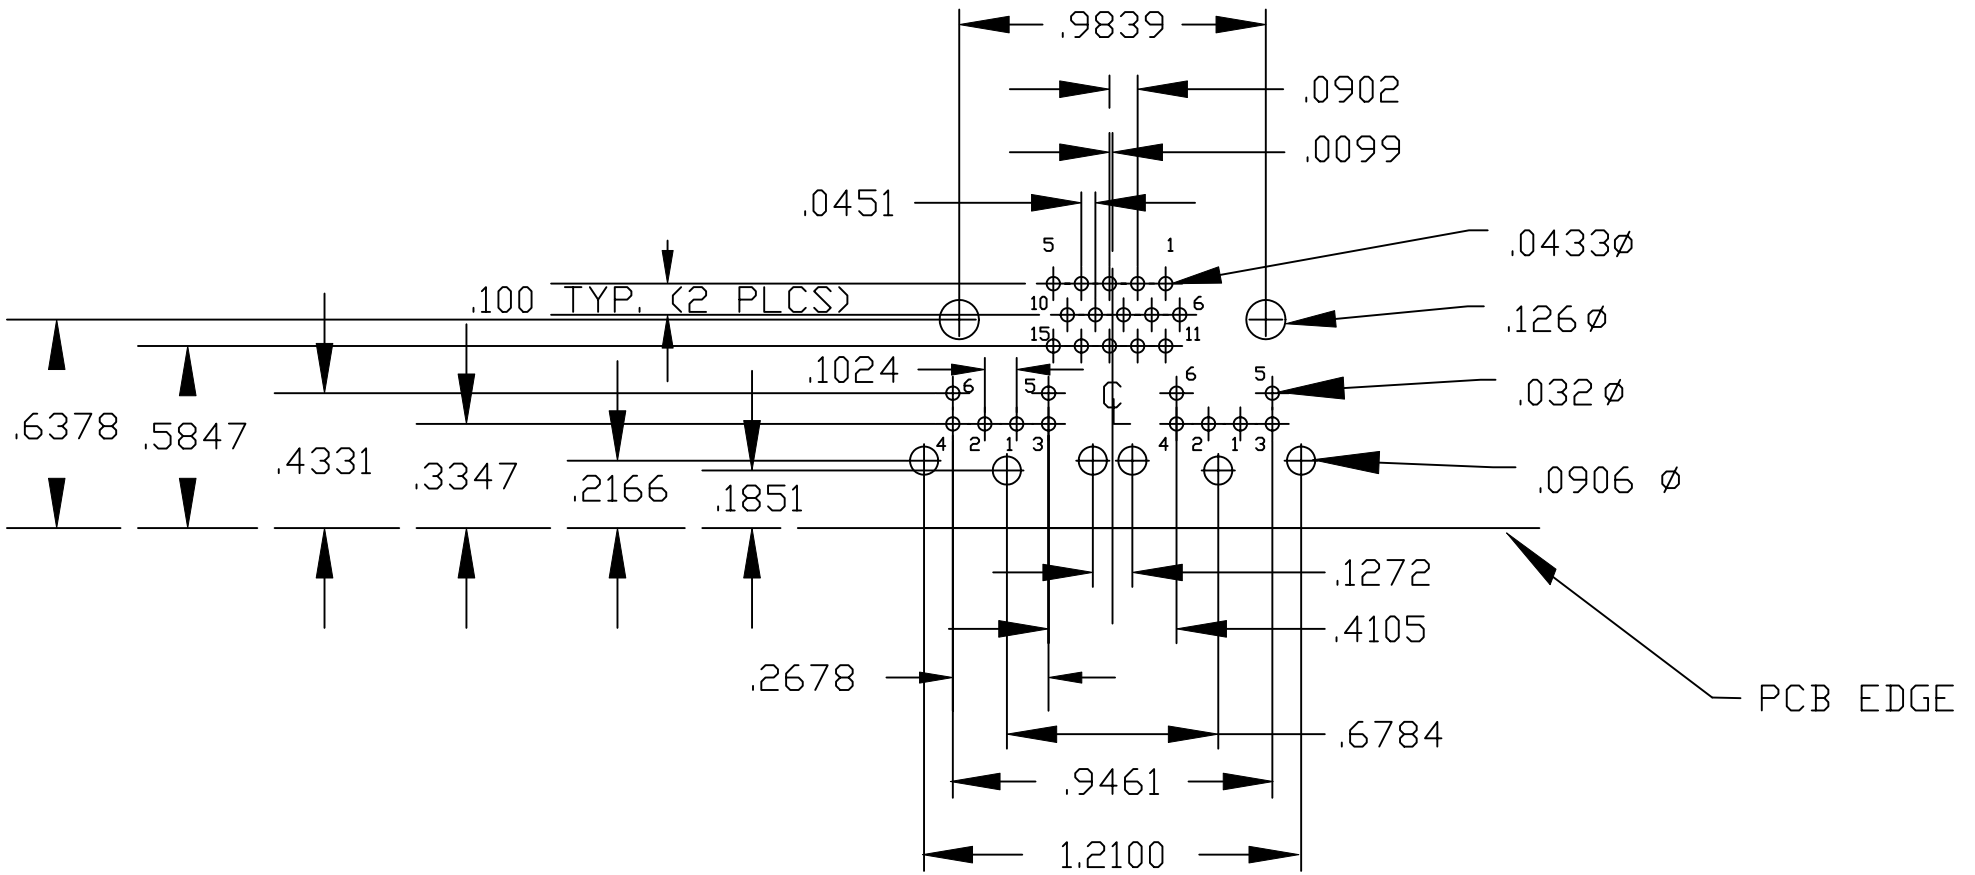 .9839
.0902
.0099
.0451
.0433ø
5 1
.100 TYP. (2 PLCS)
10 6
.126 ø
15 11
.1024
6 5 6 5
C
L
.032 ø
.6378
.5847
.4331
.3347
.2166
.1851
4 2 1 3 4 2 1 3
.0906 ø
.1272
.4105
.2678
PCB EDGE
.6784
.9461
1.2100